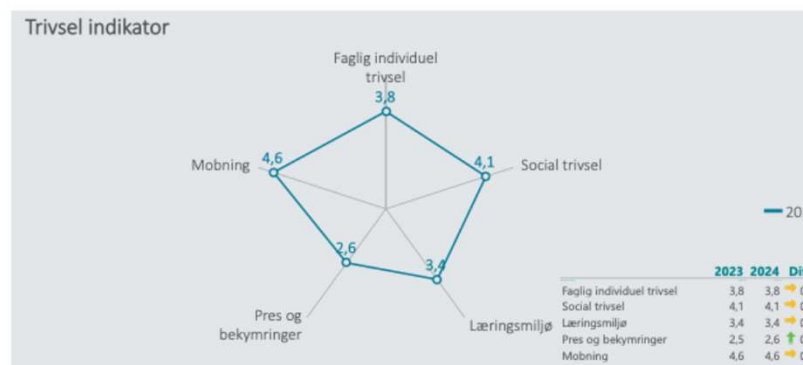 Trivsel indikator
Faglig individuel
trivsel
3,8
4,6
Mobning
4,1
Social trivsel
20
2,6
3,4
Pres og
bekymringer
Læringsmiljø
2023 2024
Faglig individuel trivsel 3,8 3,8
Social trivsel 4,1 4,1
Læringsmiljø 3,4 3,4
Pres og bekymringer 2,5 2,6
Mobning 4,6 4,6